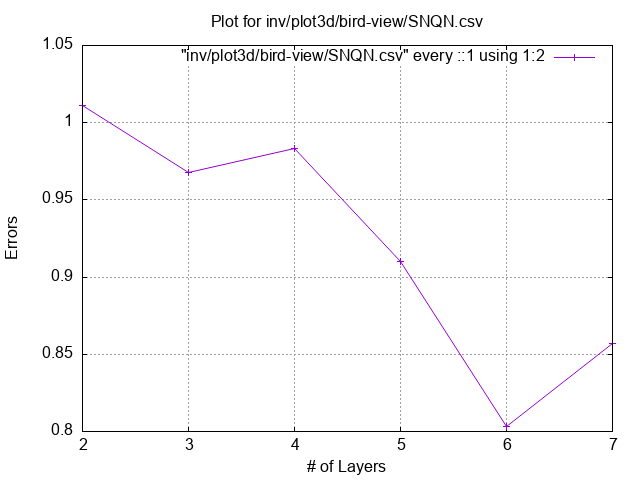 Plot for inv/plot3d/bird-view/SNQN.csv
"inv/plot3d/bird-view/SNQN.csv" every ::1 using 1:2
1.05
1
0.95
0.9
0.85
0.8
Errors
2 3 4 5 6 7
# of Layers